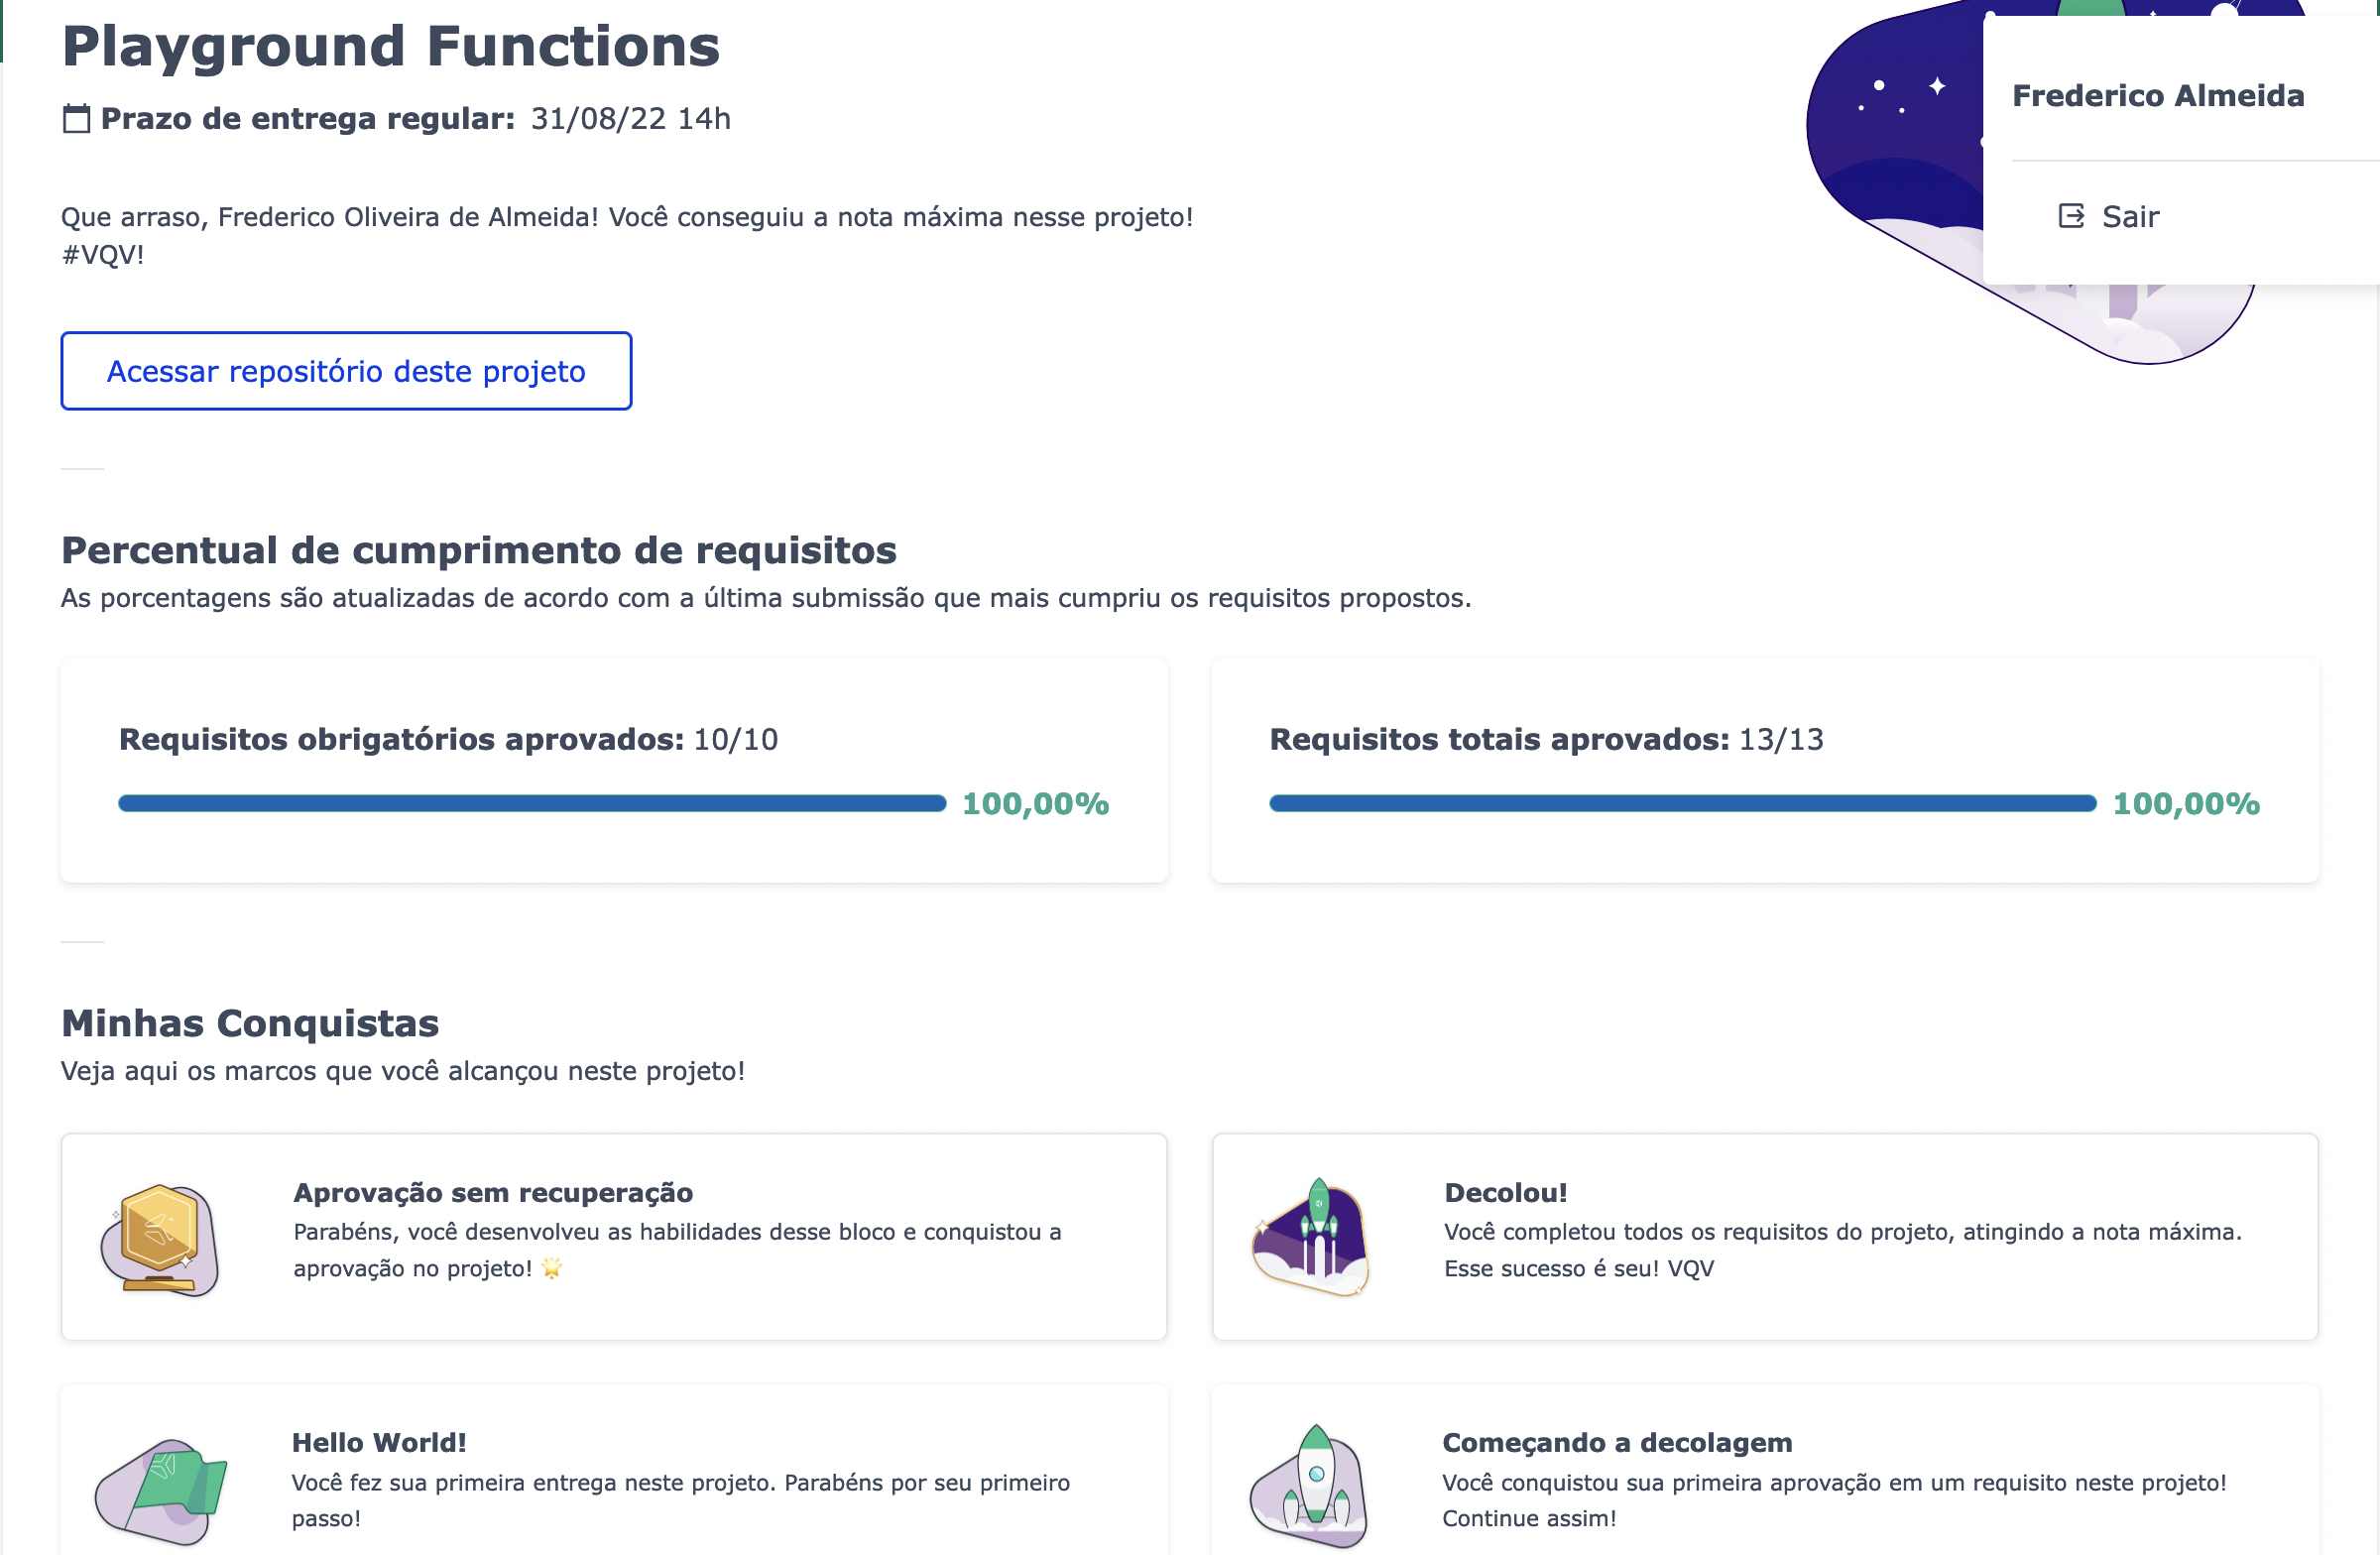 Playground Functions
Prazo de entrega regular: 31/08/22 14h
Frederico Almeida
Sair
Que arraso, Frederico Oliveira de Almeida! Você conseguiu a nota máxima nesse projeto!
#VQV!
Acessar repositório deste projeto
Percentual de cumprimento de requisitos
As porcentagens são atualizadas de acordo com a última submissão que mais cumpriu os requisitos propostos.
Requisitos obrigatórios aprovados: 10/10
100,00%
Requisitos totais aprovados: 13/13
100,00%
Minhas Conquistas
Veja aqui os marcos que você alcançou neste projeto!
Aprovação sem recuperação
Parabéns, você desenvolveu as habilidades desse bloco e conquistou a
aprovação no projeto! 🌟
Decolou!
Você completou todos os requisitos do projeto, atingindo a nota máxima.
Esse sucesso é seu! VQV
Hello World!
Você fez sua primeira entrega neste projeto. Parabéns por seu primeiro
passo!
Começando a decolagem
Você conquistou sua primeira aprovação em um requisito neste projeto!
Continue assim!